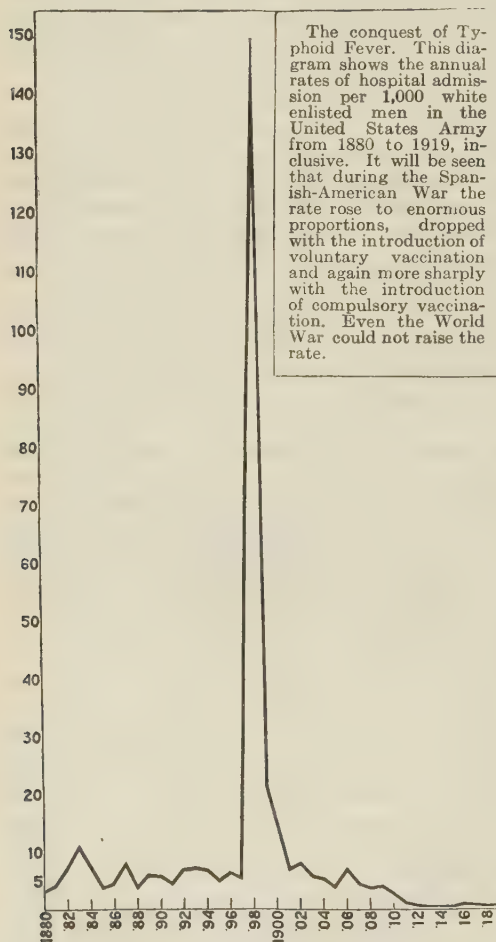 The conquest of Ty-
phoid Fever. This dia-
gram shows the annual
rates of hospital admis-
sion per 1,000 white
enlisted men in the
United States Army
from 1880 to 1919, in-
clusive. It will be seen
that during the Span-
ish-American War the
rate rose to enormous
proportions, dropped
with the introduction of
voluntary vaccination
and again more sharply
with the introduction
of compulsory vaccina-
tion. Even the World
War could not raise the
rate.
150
140
130
120
110
100
90
80
70
60
50
40
30
20
10
5
1880 '82 '84 '86 '88 '90 '92 '94 '96 '98 1900 '02 '04 '06 '08 '10 '12 '14 '16 '18